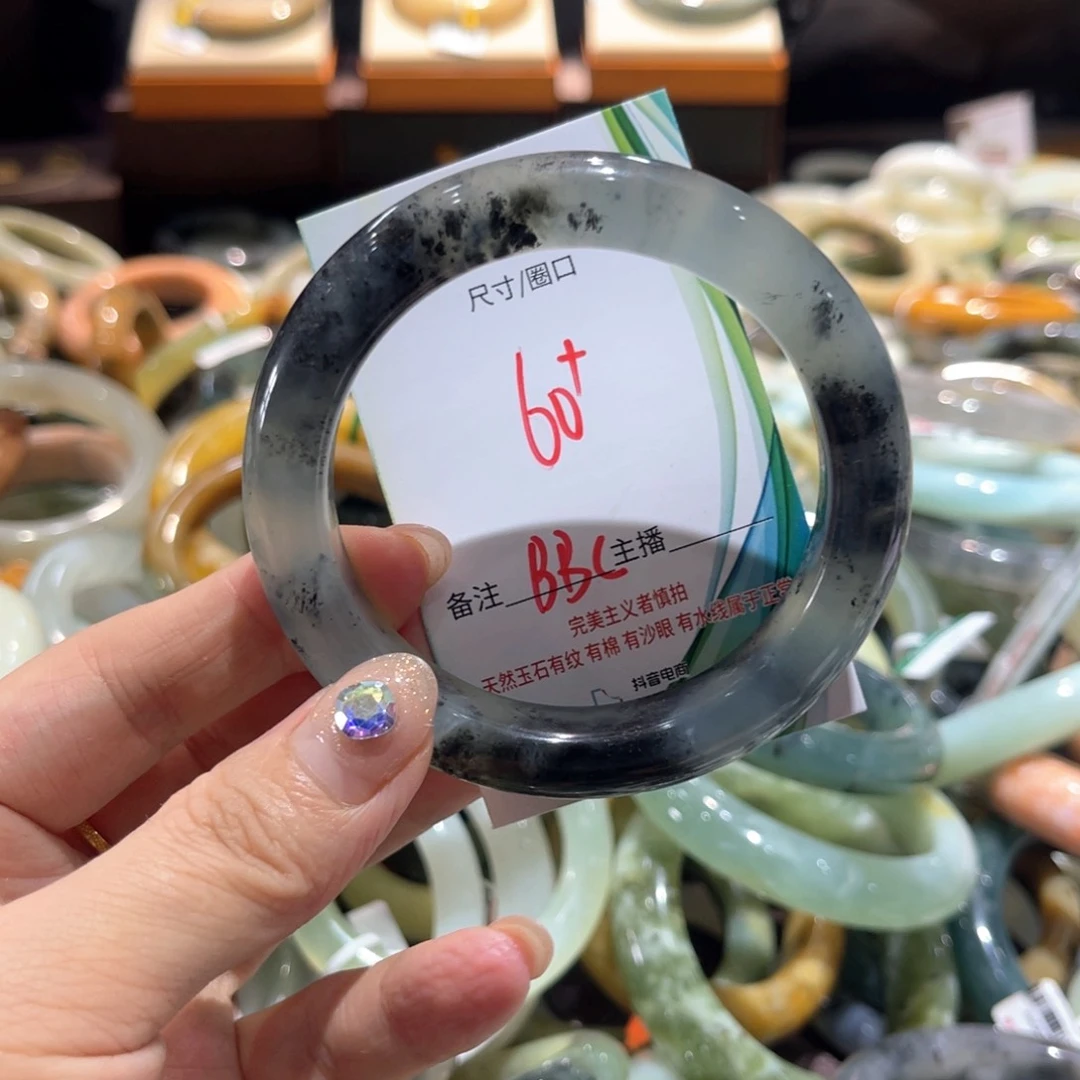 尺寸/圈口
60+
备注 BBC 主播
完美主义者慎拍
天然玉石有纹 有棉 有沙眼 有水线属于正常
抖音电商